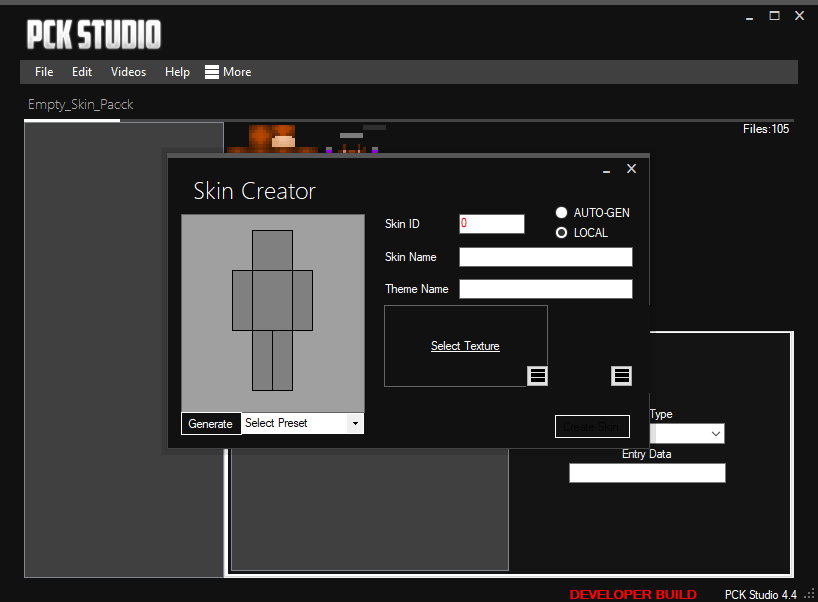 PCK STUDIO
File Edit Videos Help More
Empty_Skin_Pacck
Files:105
Skin Creator
Skin ID 0 AUTO-GEN
LOCAL
Skin Name
Theme Name
Select Texture
Generate Select Preset
Create Skin
Type
Entry Data
DEVELOPER BUILD PCK Studio 4.4